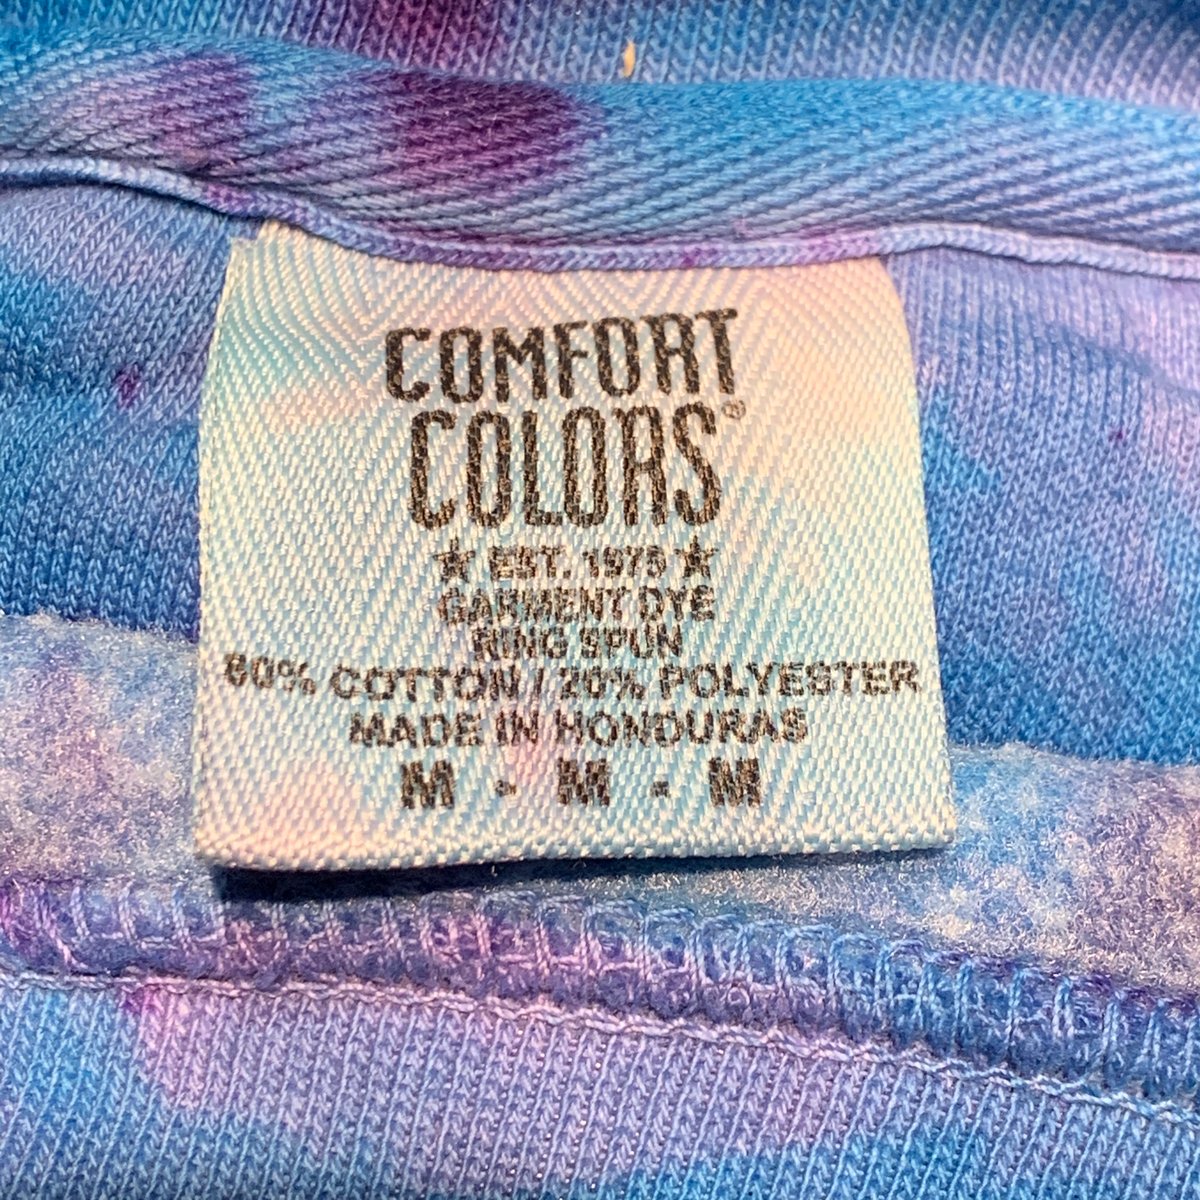 COMFORT
COLORS®
★ EST. 1975 ★
GARMENT DYE
RING SPUN
80% COTTON / 20% POLYESTER
MADE IN HONDURAS
M - M - M